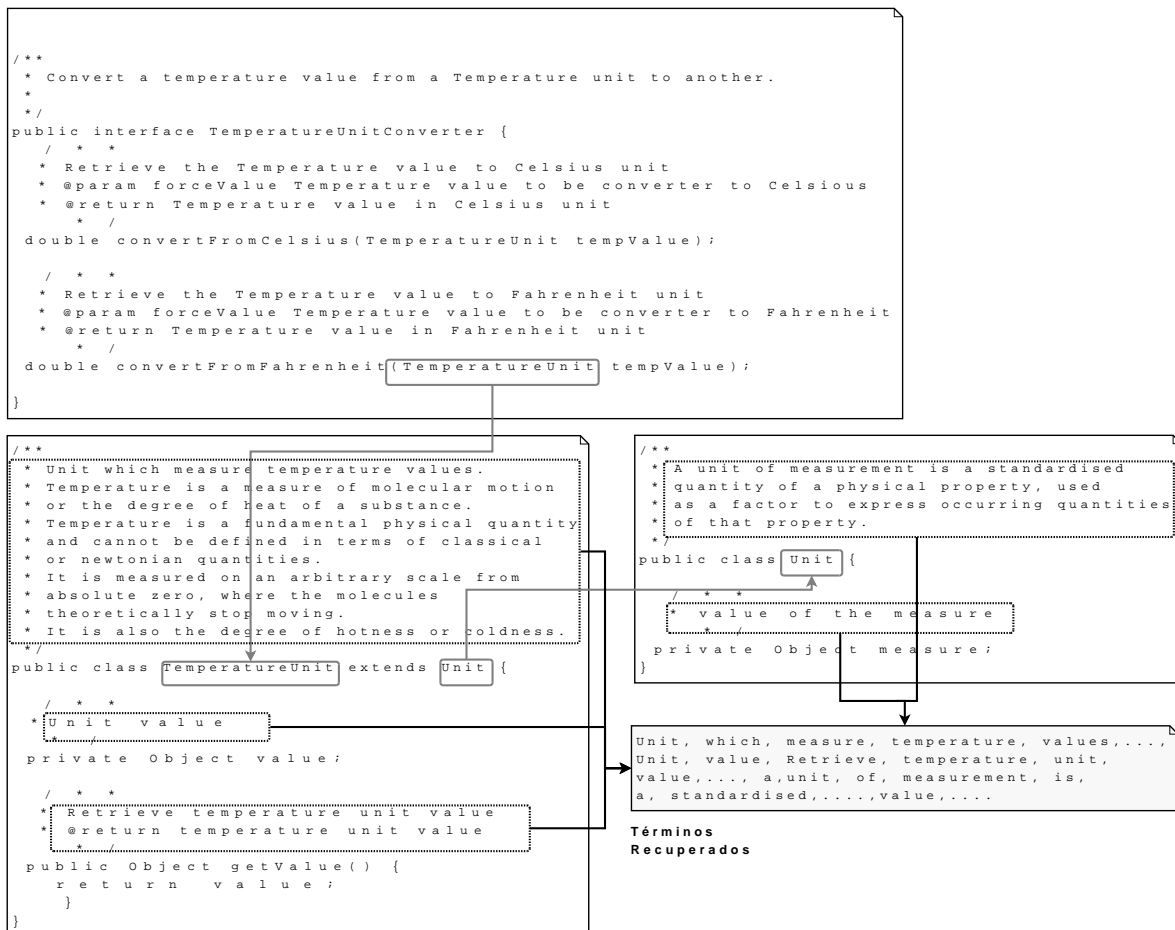 /**
* Convert a temperature value from a Temperature unit to another.
*
*/
public interface TemperatureUnitConverter {
/ * *
* Retrieve the Temperature value to Celsius unit
* @param forceValue Temperature value to be converter to Celsious
* @return Temperature value in Celsius unit
* /
double convertFromCelsius(TemperatureUnit tempValue);
/ * *
* Retrieve the Temperature value to Fahrenheit unit
* @param forceValue Temperature value to be converter to Fahrenheit
* @return Temperature value in Fahrenheit unit
* /
double convertFromFahrenheit(TemperatureUnit tempValue);
}
/**
* Unit which measure temperature values.
* Temperature is a measure of molecular motion
* or the degree of heat of a substance.
* Temperature is a fundamental physical quantity
* and cannot be defined in terms of classical
* or newtonian quantities.
* It is measured on an arbitrary scale from
* absolute zero, where the molecules
* theoretically stop moving.
* It is also the degree of hotness or coldness.
*/
public class TemperatureUnit extends Unit {
/ * *
* Unit value
* /
private Object value;
/ * *
* Retrieve temperature unit value
* @return temperature unit value
* /
public Object getValue() {
return value;
}
}
/**
* A unit of measurement is a standardised
* quantity of a physical property, used
* as a factor to express occurring quantities
* of that property.
*/
public class Unit {
/ * *
* value of the measure
* /
private Object measure;
}
Unit, which, measure, temperature, values,...,
Unit, value, Retrieve, temperature, unit,
value,..., a,unit, of, measurement, is,
a, standardised,....,value,....
Términos
Recuperados